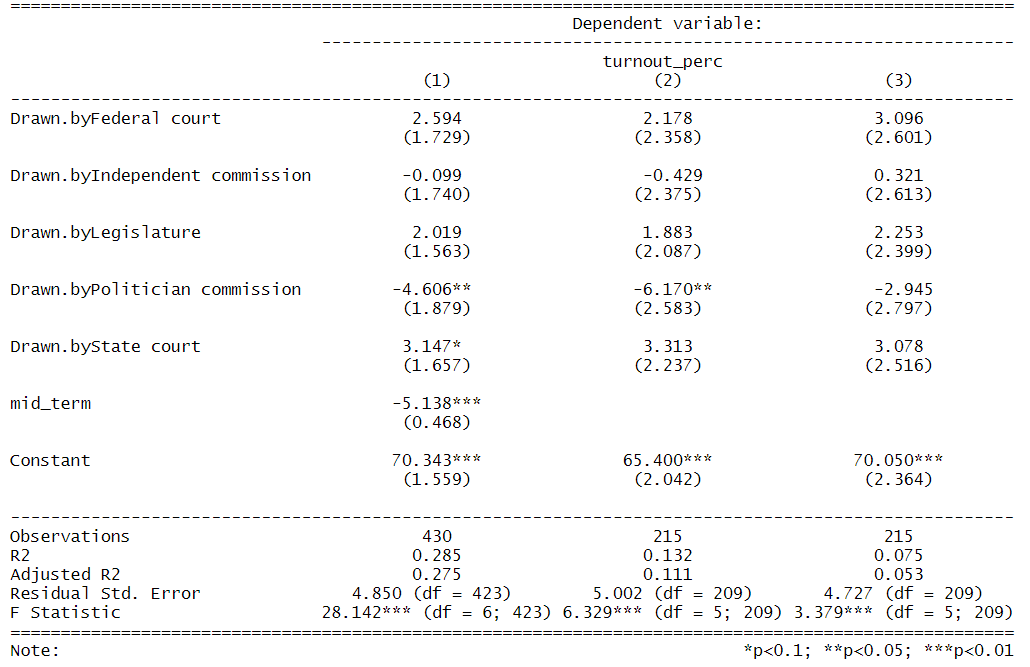 Dependent variable:
turnout_perc
(1) (2) (3)
Drawn.byFederal court 2.594 2.178 3.096
(1.729) (2.358) (2.601)
Drawn.byIndependent commission -0.099 -0.429 0.321
(1.740) (2.375) (2.613)
Drawn.byLegislature 2.019 1.883 2.253
(1.563) (2.087) (2.399)
Drawn.byPolitician commission -4.606** -6.170** -2.945
(1.879) (2.583) (2.797)
Drawn.byState court 3.147* 3.313 3.078
(1.657) (2.237) (2.516)
mid_term -5.138***
(0.468)
Constant 70.343*** 65.400*** 70.050***
(1.559) (2.042) (2.364)
Observations 430 215 215
R2 0.285 0.132 0.075
Adjusted R2 0.275 0.111 0.053
Residual Std. Error 4.850 (df = 423) 5.002 (df = 209) 4.727 (df = 209)
F Statistic 28.142*** (df = 6; 423) 6.329*** (df = 5; 209) 3.379*** (df = 5; 209)
Note: *p<0.1; **p<0.05; ***p<0.01